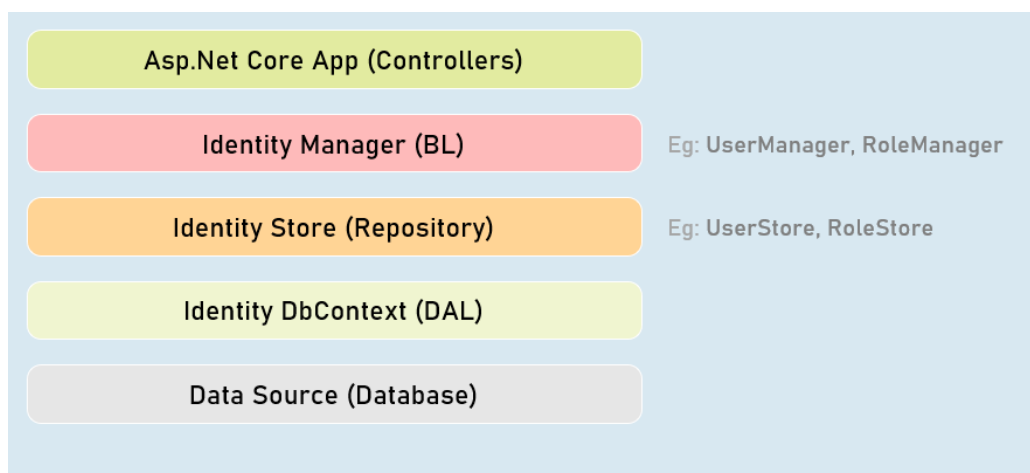 Asp.Net Core App (Controllers)
Identity Manager (BL)
Eg: UserManager, RoleManager
Identity Store (Repository)
Eg: UserStore, RoleStore
Identity DbContext (DAL)
Data Source (Database)